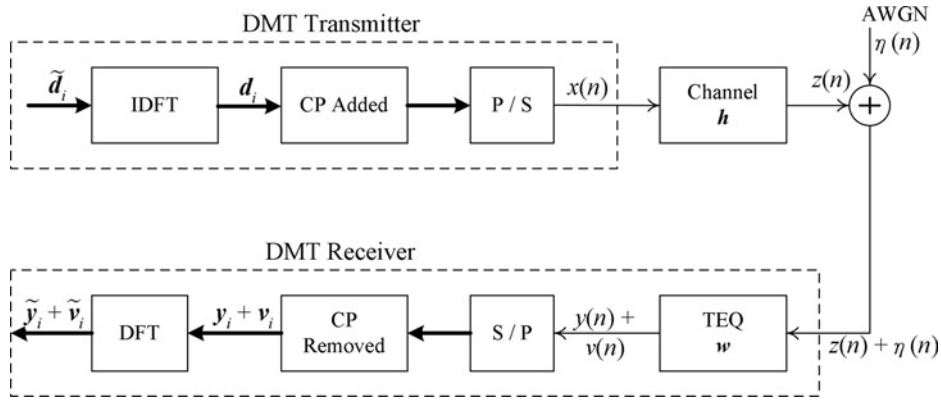 DMT Transmitter
AWGN
η (n)
d̃ᵢ
IDFT
dᵢ
CP Added
P / S
x(n)
Channel
h
z(n)
+
DMT Receiver
ỹᵢ + ṽᵢ
DFT
yᵢ + vᵢ
CP
Removed
S / P
y(n) +
v(n)
TEQ
w
z(n) + η (n)